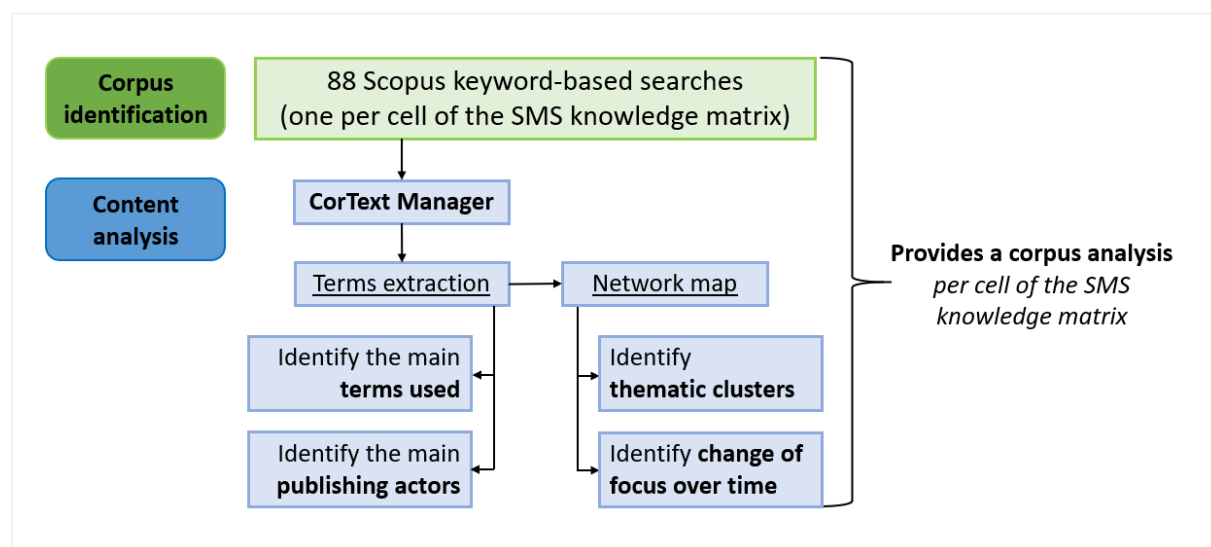 Corpus
identification
88 Scopus keyword-based searches
(one per cell of the SMS knowledge matrix)
Content
analysis
CorText Manager
Terms extraction
Network map
Identify the main
terms used
Identify
thematic clusters
Identify the main
publishing actors
Identify change of
focus over time
Provides a corpus analysis
per cell of the SMS
knowledge matrix